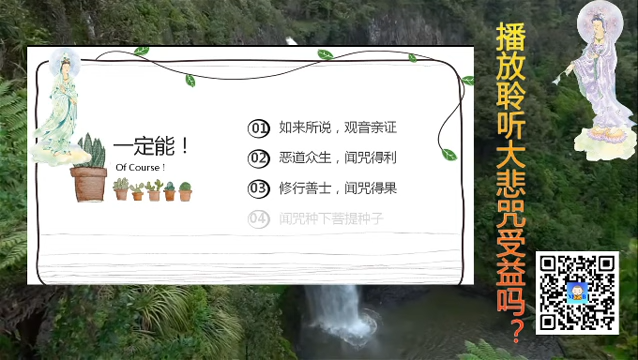 一定能！
Of Course！
01 如来所说，观音亲证
02 恶道众生，闻咒得利
03 修行善士，闻咒得果
04 闻咒种下菩提种子
播放聆听大悲咒受益吗？